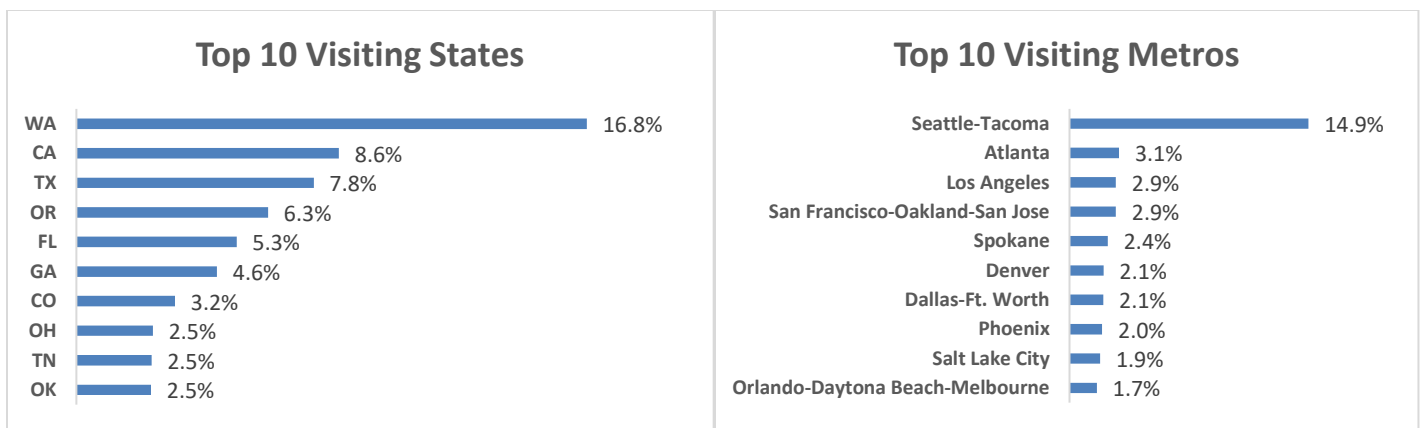 Top 10 Visiting States
WA 16.8%
CA 8.6%
TX 7.8%
OR 6.3%
FL 5.3%
GA 4.6%
CO 3.2%
OH 2.5%
TN 2.5%
OK 2.5%
Top 10 Visiting Metros
Seattle-Tacoma 14.9%
Atlanta 3.1%
Los Angeles 2.9%
San Francisco-Oakland-San Jose 2.9%
Spokane 2.4%
Denver 2.1%
Dallas-Ft. Worth 2.1%
Phoenix 2.0%
Salt Lake City 1.9%
Orlando-Daytona Beach-Melbourne 1.7%